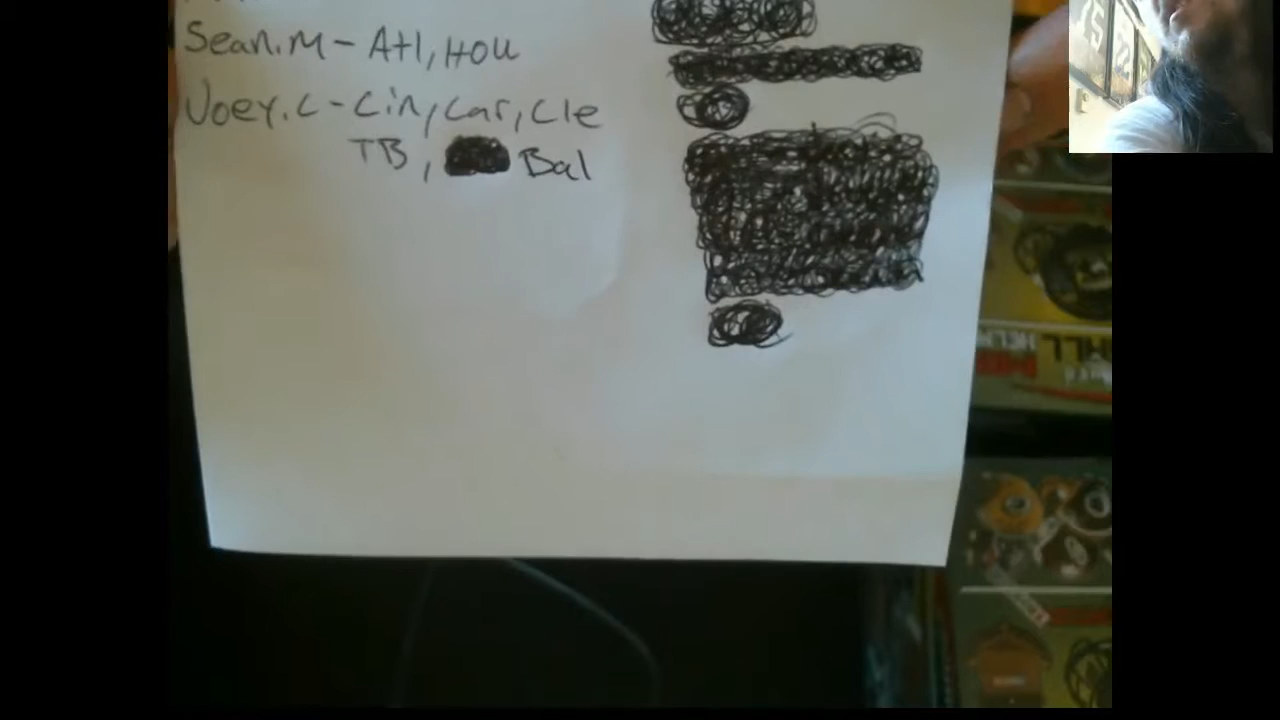 Sean.M - Atl, Hou
Joey.C - Cin, Car, Cle
TB, Bal